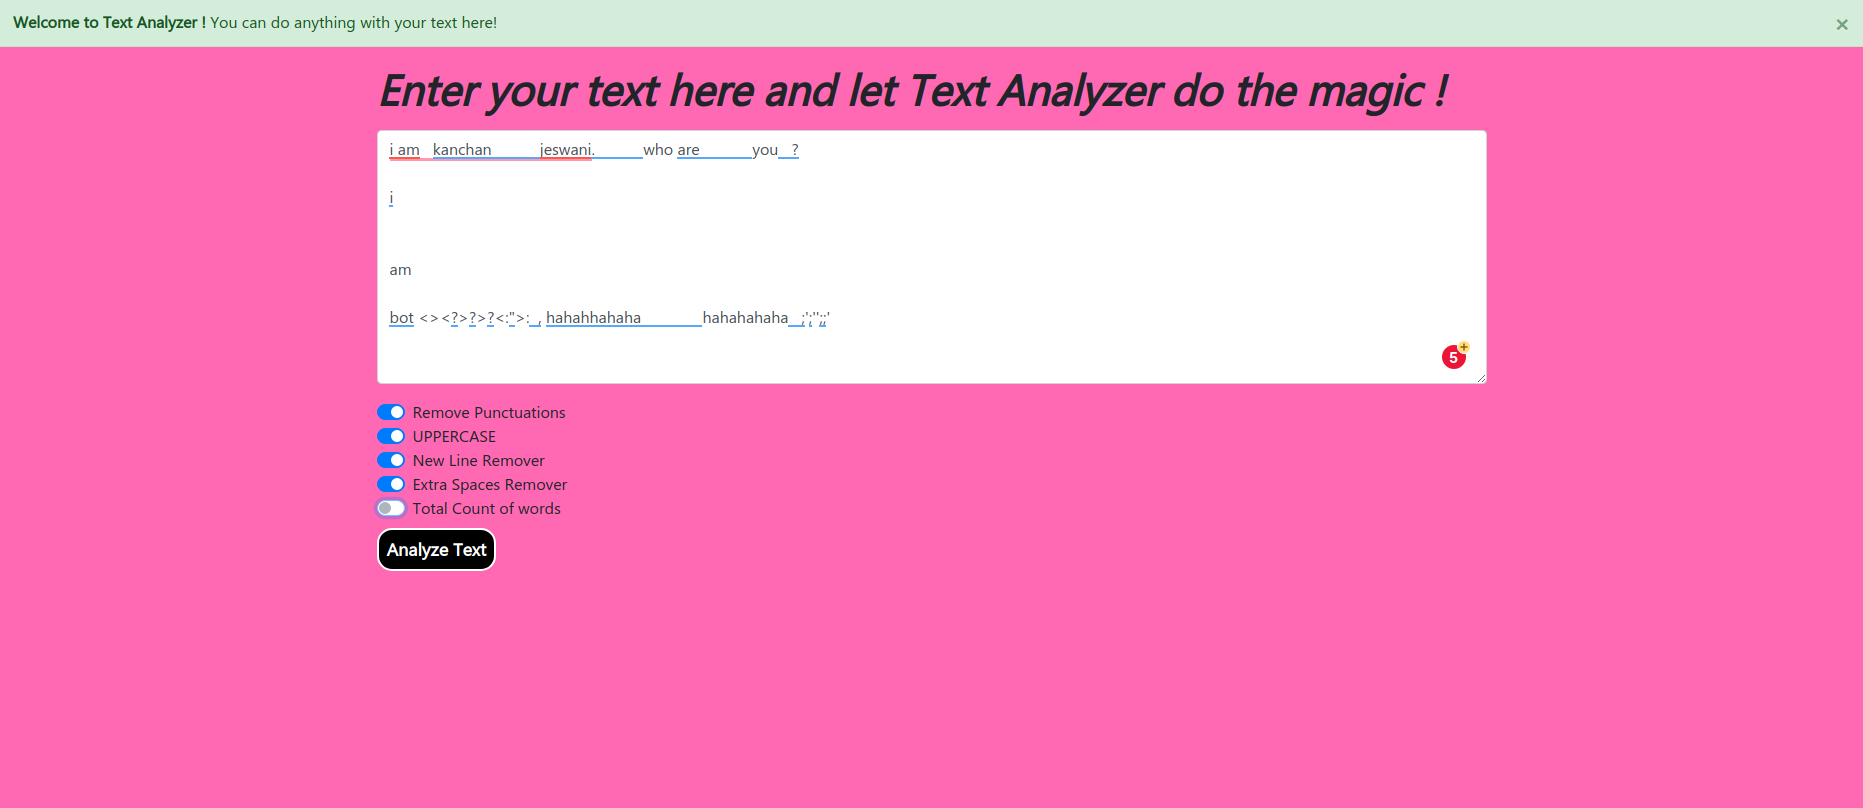 Welcome to Text Analyzer ! You can do anything with your text here!
×
Enter your text here and let Text Analyzer do the magic !
i am   kanchan          jeswani.          who are           you   ?
i
am
bot <><?>?>?<:">:  , hahahhahaha             hahahahaha   ;';'';;'
5
+
Remove Punctuations
UPPERCASE
New Line Remover
Extra Spaces Remover
Total Count of words
Analyze Text